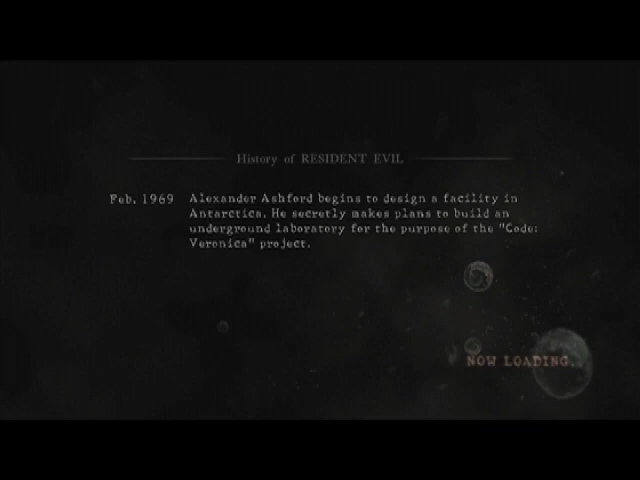 History of RESIDENT EVIL
Feb, 1969 Alexander Ashford begins to design a facility in
Antarctica. He secretly makes plans to build an
underground laboratory for the purpose of the "Code:
Veronica" project.
NOW LOADING.